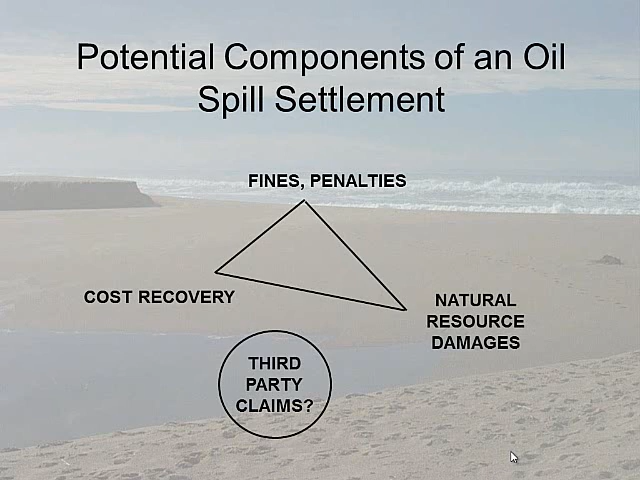 Potential Components of an Oil
Spill Settlement
FINES, PENALTIES
COST RECOVERY
NATURAL
RESOURCE
DAMAGES
THIRD
PARTY
CLAIMS?